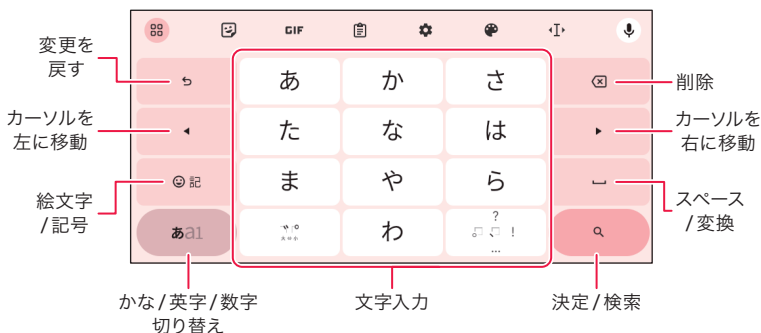 GIF
変更を
戻す
あ
か
さ
削除
カーソルを
左に移動
た
な
は
カーソルを
右に移動
絵文字
/記号
記
ま
や
ら
スペース
/変換
あa1
わ
?
!
...
かな/英字/数字
切り替え
文字入力
決定/検索